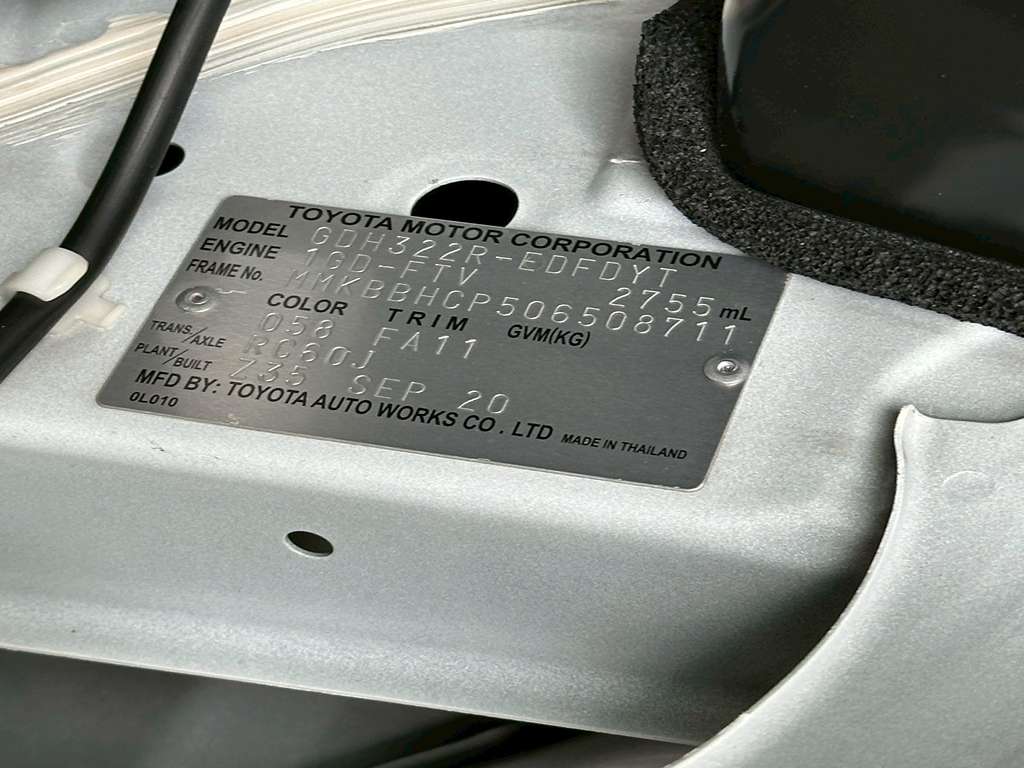 TOYOTA MOTOR CORPORATION
MODEL GDH322R-EDFDYT
ENGINE 1GD-FTV 2755 mL
FRAME No. MMKBBHCP506508711
COLOR TRIM GVM(KG)
058 FA11
TRANS/AXLE RC60J
PLANT/BUILT Z35 SEP 20
MFD BY: TOYOTA AUTO WORKS CO . LTD MADE IN THAILAND
0L010